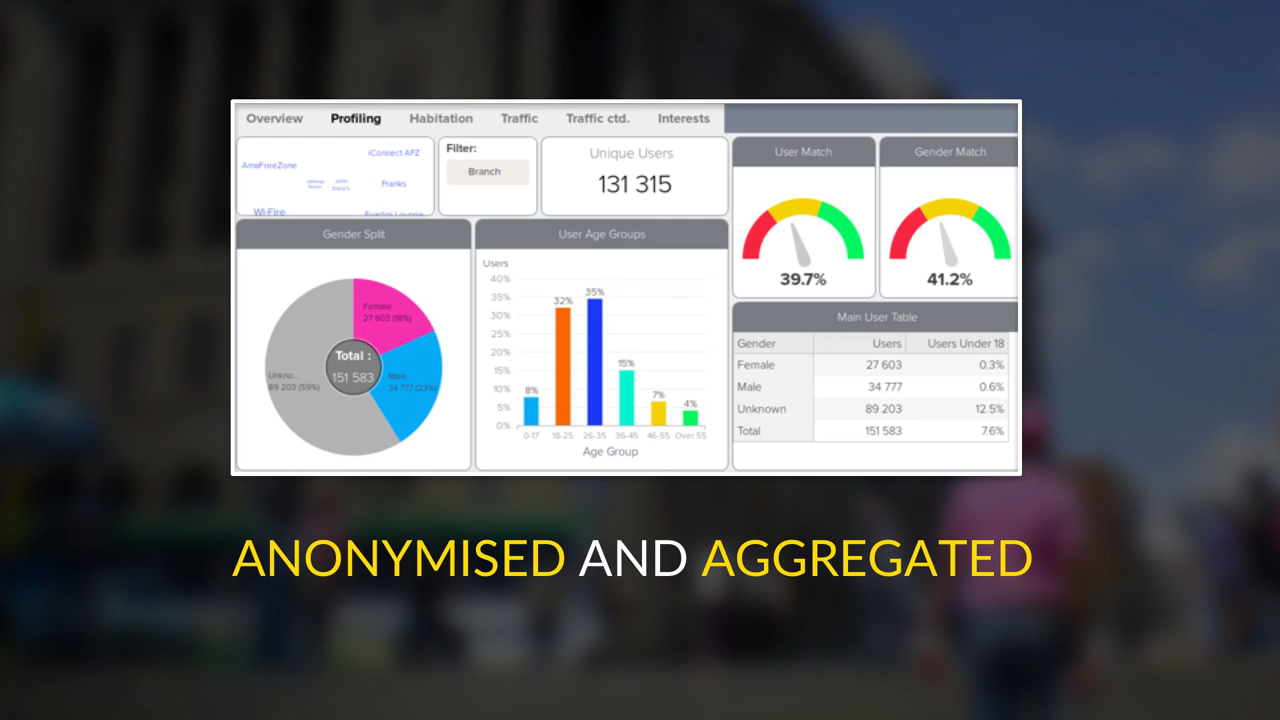 Overview Profiling Habitation Traffic Traffic ctd. Interests
iConnect AFZ
AmaFreeZone
Franks
Wi-Fire
Filter:
Branch
Unique Users
131 315
User Match
39.7%
Gender Match
41.2%
Gender Split
Female
27 603 (18%)
Total :
151 583
Unkno...
89 203 (59%)
Male
34 777 (23%)
User Age Groups
Users
40%
35%
30%
25%
20%
15%
10%
5%
0%
8%
32%
35%
15%
7%
4%
0-17 18-25 26-35 36-45 46-55 Over 55
Age Group
Main User Table
Gender Users Users Under 18
Female 27 603 0.3%
Male 34 777 0.6%
Unknown 89 203 12.5%
Total 151 583 7.6%
ANONYMISED AND AGGREGATED